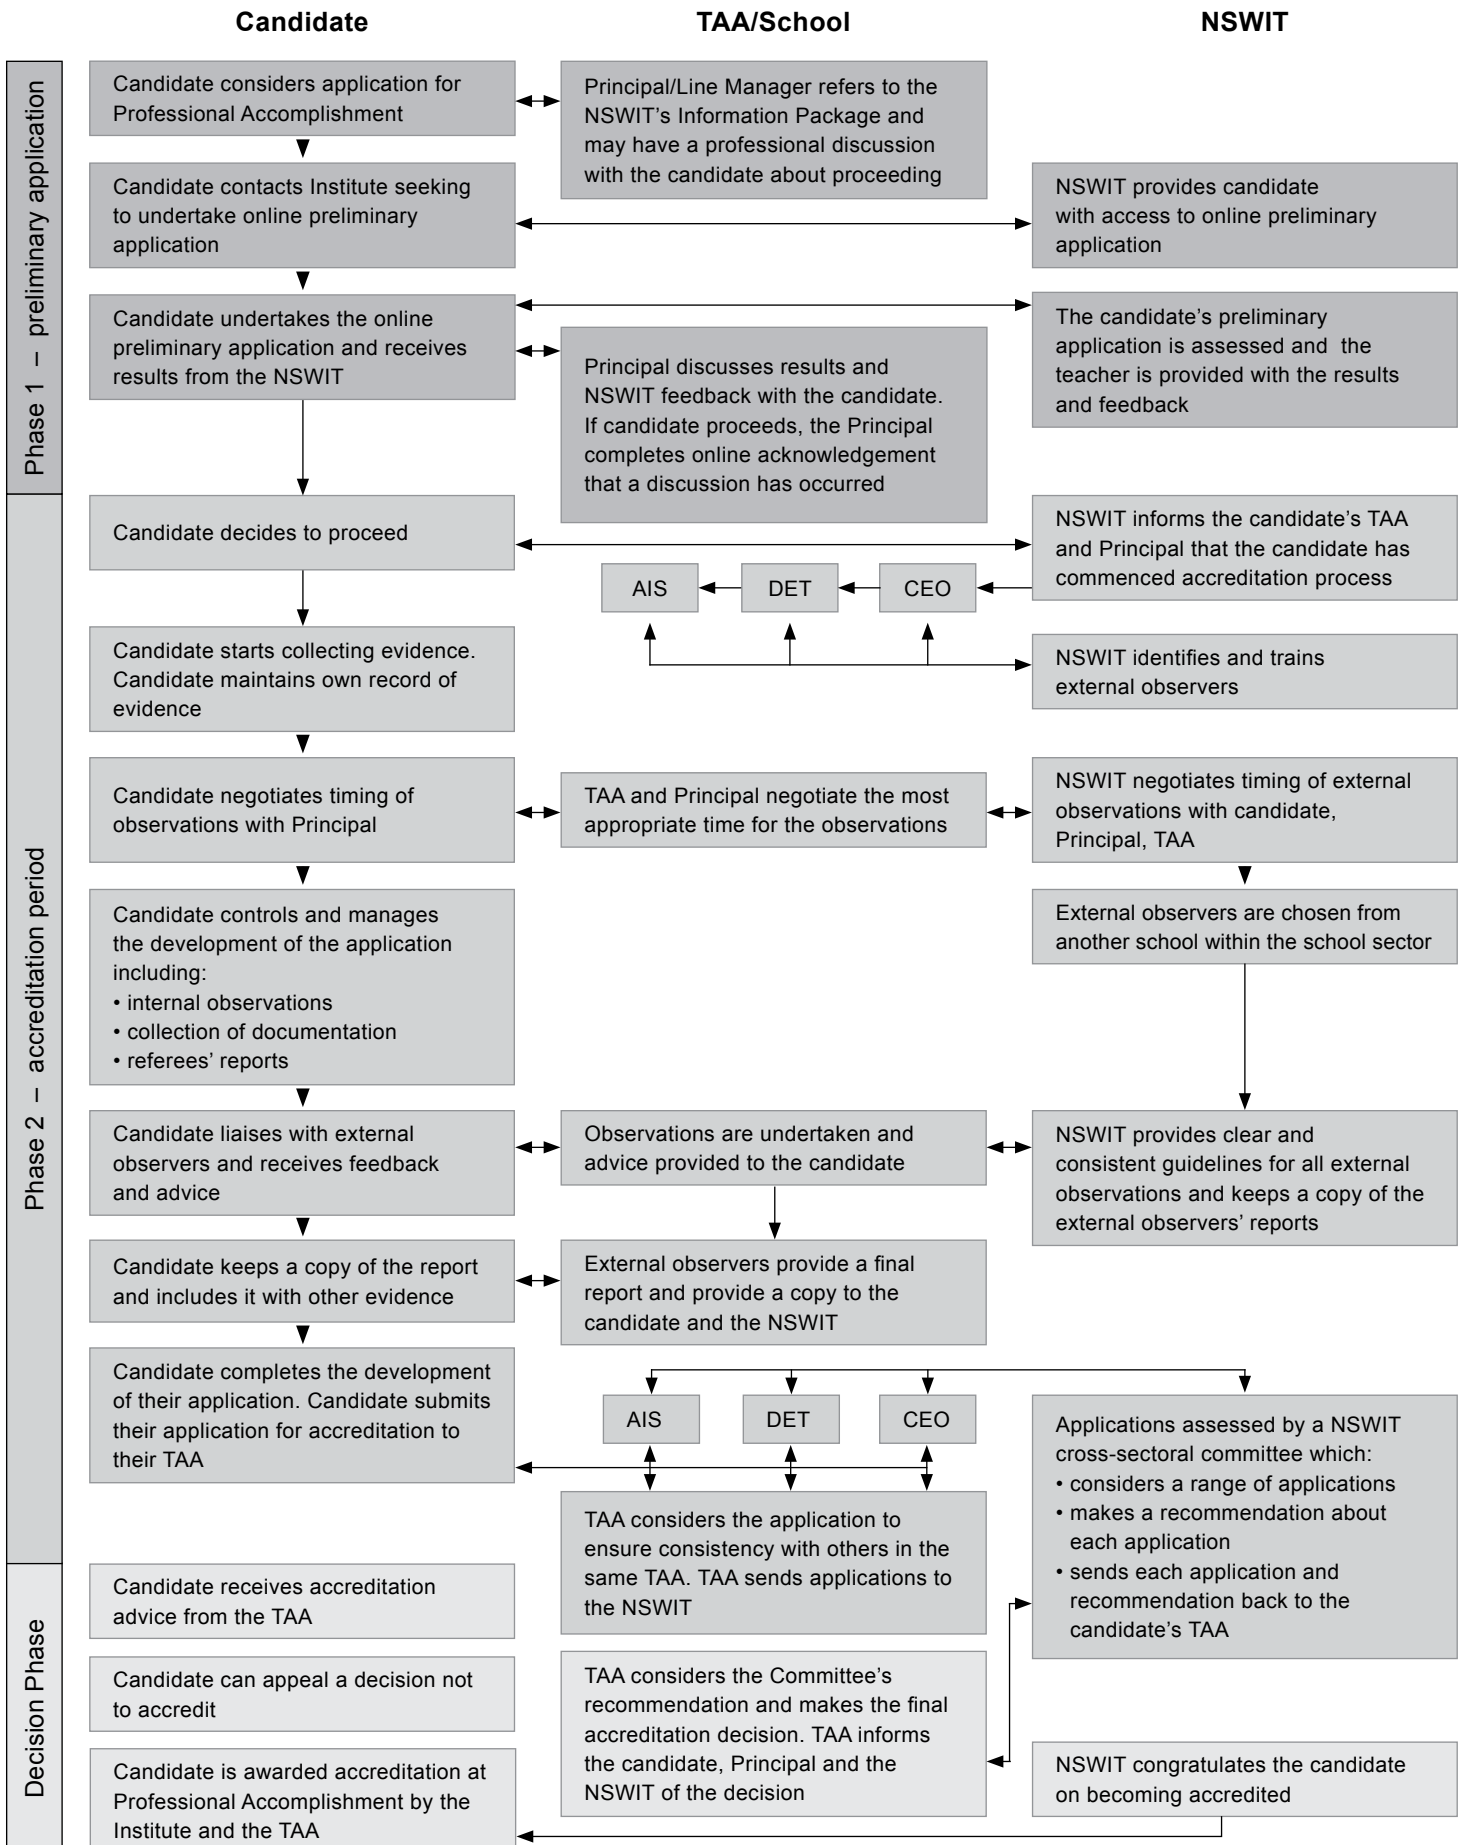 Candidate
TAA/School
NSWIT
Phase 1 – preliminary application
Candidate considers application for
Professional Accomplishment
Principal/Line Manager refers to the
NSWIT's Information Package and
may have a professional discussion
with the candidate about proceeding
Candidate contacts Institute seeking
to undertake online preliminary
application
NSWIT provides candidate
with access to online preliminary
application
Candidate undertakes the online
preliminary application and receives
results from the NSWIT
Principal discusses results and
NSWIT feedback with the candidate.
If candidate proceeds, the Principal
completes online acknowledgement
that a discussion has occurred
The candidate's preliminary
application is assessed and the
teacher is provided with the results
and feedback
Phase 2 – accreditation period
Candidate decides to proceed
NSWIT informs the candidate's TAA
and Principal that the candidate has
commenced accreditation process
AIS
DET
CEO
Candidate starts collecting evidence.
Candidate maintains own record of
evidence
NSWIT identifies and trains
external observers
Candidate negotiates timing of
observations with Principal
TAA and Principal negotiate the most
appropriate time for the observations
NSWIT negotiates timing of external
observations with candidate,
Principal, TAA
Candidate controls and manages
the development of the application
including:
• internal observations
• collection of documentation
• referees' reports
External observers are chosen from
another school within the school sector
Candidate liaises with external
observers and receives feedback
and advice
Observations are undertaken and
advice provided to the candidate
NSWIT provides clear and
consistent guidelines for all external
observations and keeps a copy of the
external observers' reports
Candidate keeps a copy of the report
and includes it with other evidence
External observers provide a final
report and provide a copy to the
candidate and the NSWIT
Candidate completes the development
of their application. Candidate submits
their application for accreditation to
their TAA
AIS
DET
CEO
Applications assessed by a NSWIT
cross-sectoral committee which:
• considers a range of applications
• makes a recommendation about
each application
• sends each application and
recommendation back to the
candidate's TAA
TAA considers the application to
ensure consistency with others in the
same TAA. TAA sends applications to
the NSWIT
Decision Phase
Candidate receives accreditation
advice from the TAA
Candidate can appeal a decision not
to accredit
TAA considers the Committee's
recommendation and makes the final
accreditation decision. TAA informs
the candidate, Principal and the
NSWIT of the decision
Candidate is awarded accreditation at
Professional Accomplishment by the
Institute and the TAA
NSWIT congratulates the candidate
on becoming accredited